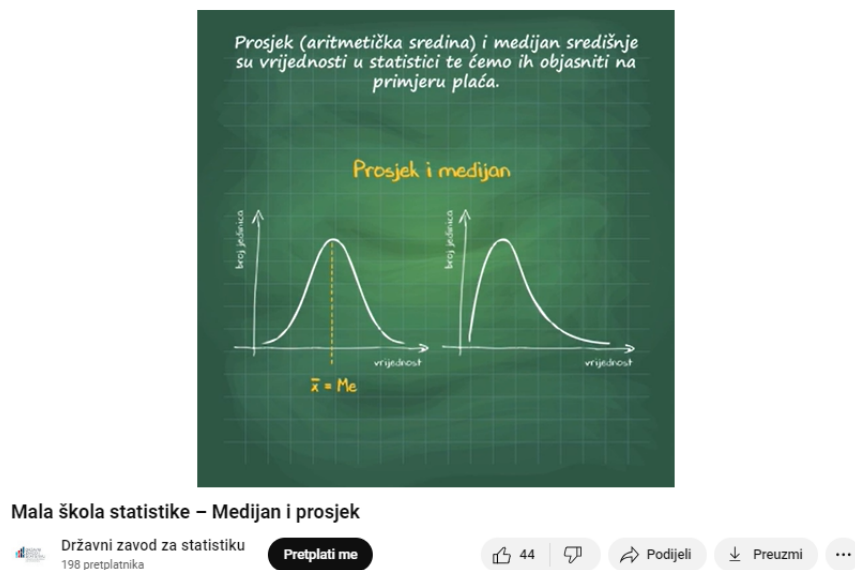 Prosjek (aritmetička sredina) i medijan središnje
su vrijednosti u statistici te ćemo ih objasniti na
primjeru plaća.
Prosjek i medijan
broj jedinica
vrijednost
x̄ = Me
broj jedinica
vrijednost
Mala škola statistike – Medijan i prosjek
Državni zavod za statistiku
198 pretplatnika
Pretplati me
44
Podijeli
Preuzmi